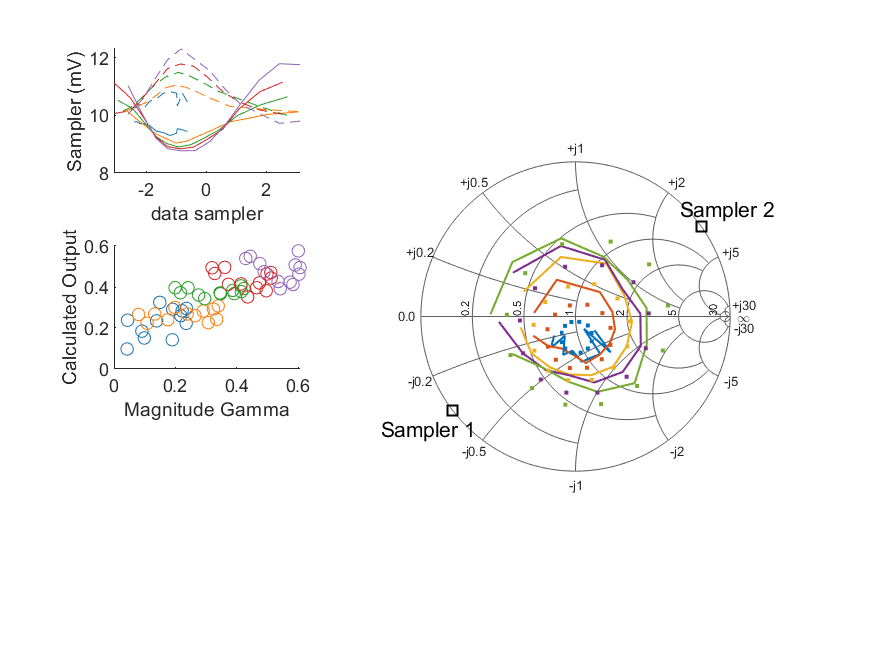 12
10
8
Sampler (mV)
-2
0
2
data sampler
0.6
0.4
0.2
0
Calculated Output
0
0.2
0.4
0.6
Magnitude Gamma
+j1
+j0.5
+j2
Sampler 2
+j0.2
+j5
0.0
0.2
0.5
1
2
5
30
+j30
∞
-j30
-j0.2
-j5
Sampler 1
-j0.5
-j2
-j1